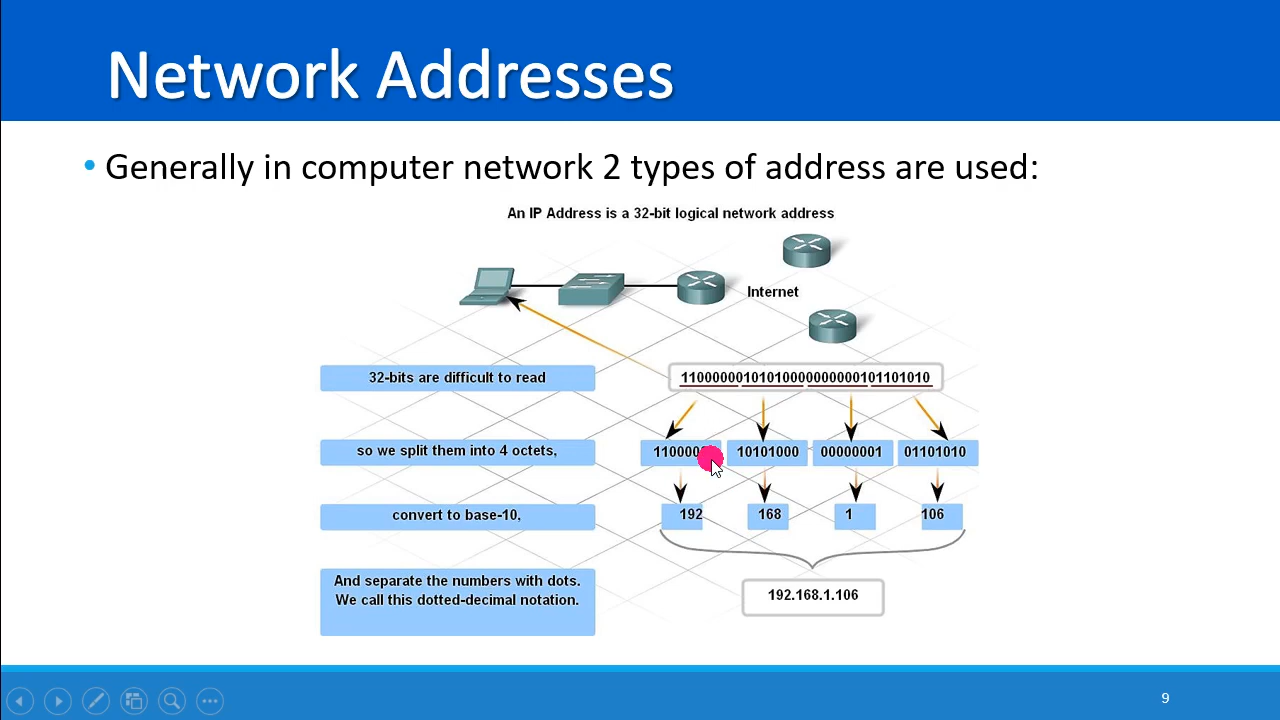 Network Addresses
• Generally in computer network 2 types of address are used:
An IP Address is a 32-bit logical network address
Internet
32-bits are difficult to read
11000000101010000000000101101010
so we split them into 4 octets,
10101000 00000001 01101010
convert to base-10,
192 168 1 106
And separate the numbers with dots.
We call this dotted-decimal notation.
192.168.1.106
9